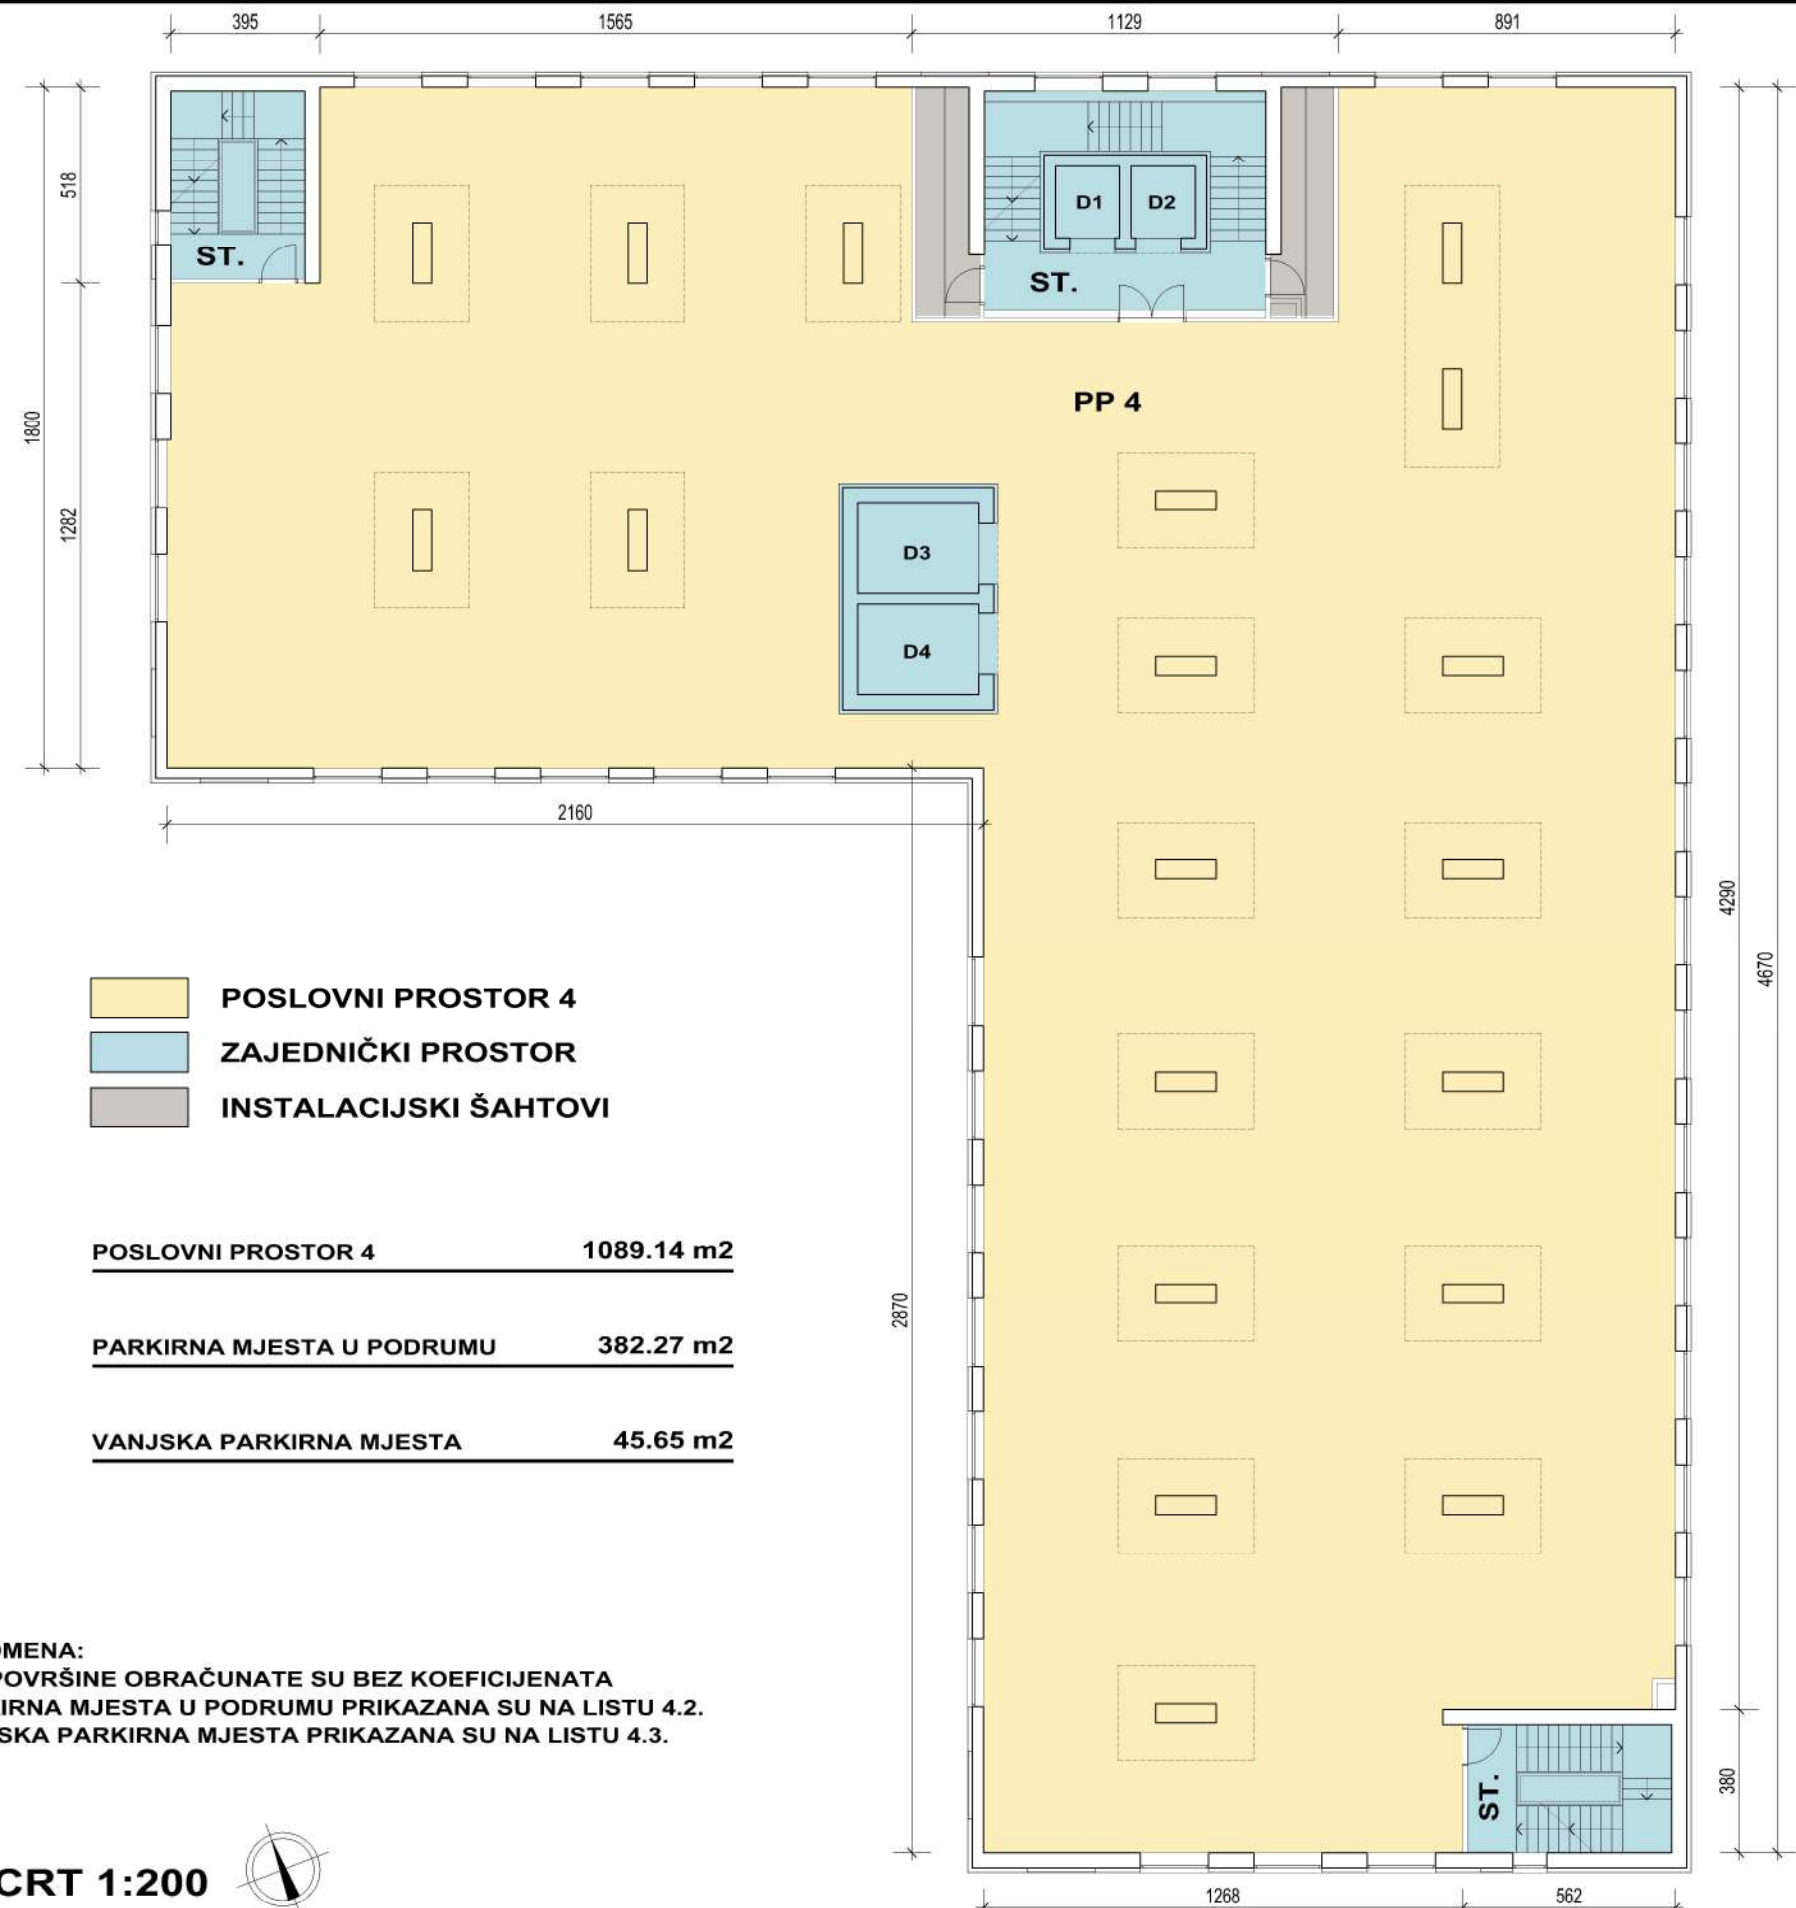 395 1565 1129 891
518
1800
1282
ST.
D1 D2
ST.
PP 4
D3
D4
2160
4290
4670
2870
380
POSLOVNI PROSTOR 4
ZAJEDNIČKI PROSTOR
INSTALACIJSKI ŠAHTOVI
POSLOVNI PROSTOR 4 1089.14 m2
PARKIRNA MJESTA U PODRUMU 382.27 m2
VANJSKA PARKIRNA MJESTA 45.65 m2
OMENA:
POVRŠINE OBRAČUNATE SU BEZ KOEFICIJENATA
IRNA MJESTA U PODRUMU PRIKAZANA SU NA LISTU 4.2.
SKA PARKIRNA MJESTA PRIKAZANA SU NA LISTU 4.3.
ST.
CRT 1:200
1268 562